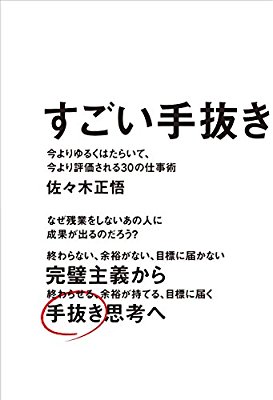 すごい手抜き
今よりゆるくはたらいて、
今より評価される30の仕事術
佐々木正悟
なぜ残業をしないあの人に
成果が出るのだろう?
終わらない、余裕がない、目標に届かない
完璧主義から
終わらせる、余裕が持てる、目標に届く
手抜き思考へ